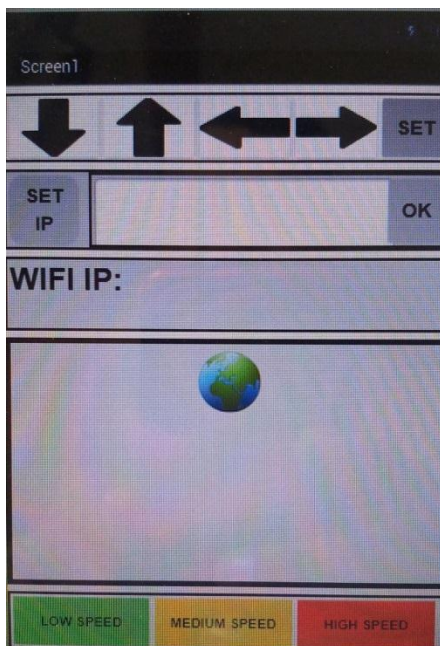 Screen1
SET
SET
IP
OK
WIFI IP:
LOW SPEED
MEDIUM SPEED
HIGH SPEED